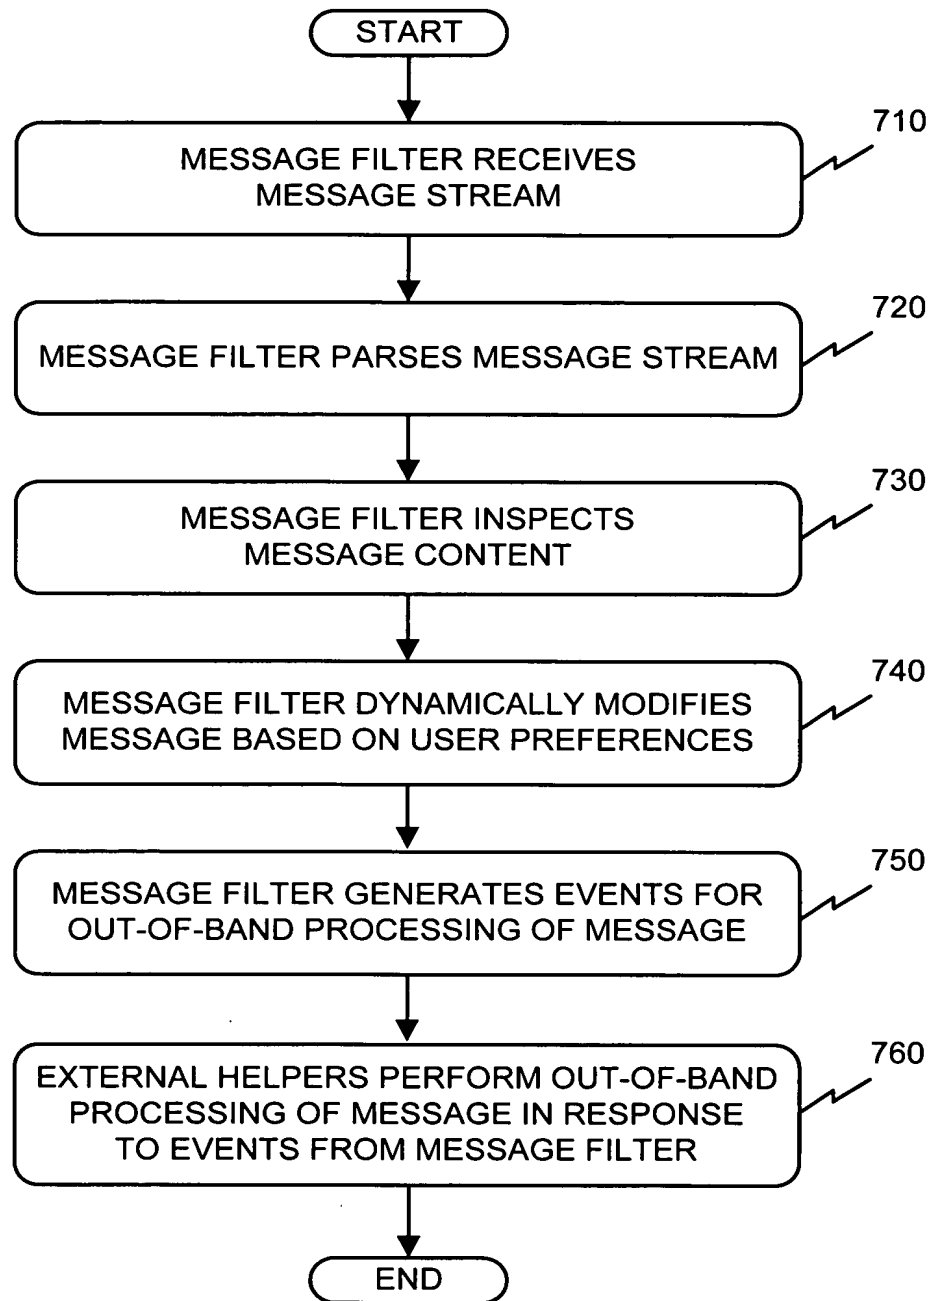 START
710
MESSAGE FILTER RECEIVES
MESSAGE STREAM
720
MESSAGE FILTER PARSES MESSAGE STREAM
730
MESSAGE FILTER INSPECTS
MESSAGE CONTENT
740
MESSAGE FILTER DYNAMICALLY MODIFIES
MESSAGE BASED ON USER PREFERENCES
750
MESSAGE FILTER GENERATES EVENTS FOR
OUT-OF-BAND PROCESSING OF MESSAGE
760
EXTERNAL HELPERS PERFORM OUT-OF-BAND
PROCESSING OF MESSAGE IN RESPONSE
TO EVENTS FROM MESSAGE FILTER
END